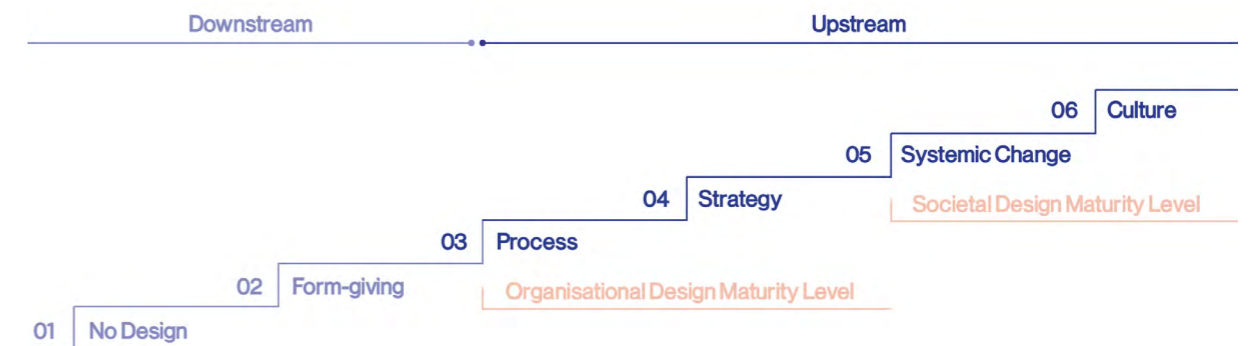 Downstream
Upstream
06 Culture
05 Systemic Change
04 Strategy
Societal Design Maturity Level
03 Process
02 Form-giving
Organisational Design Maturity Level
01 No Design